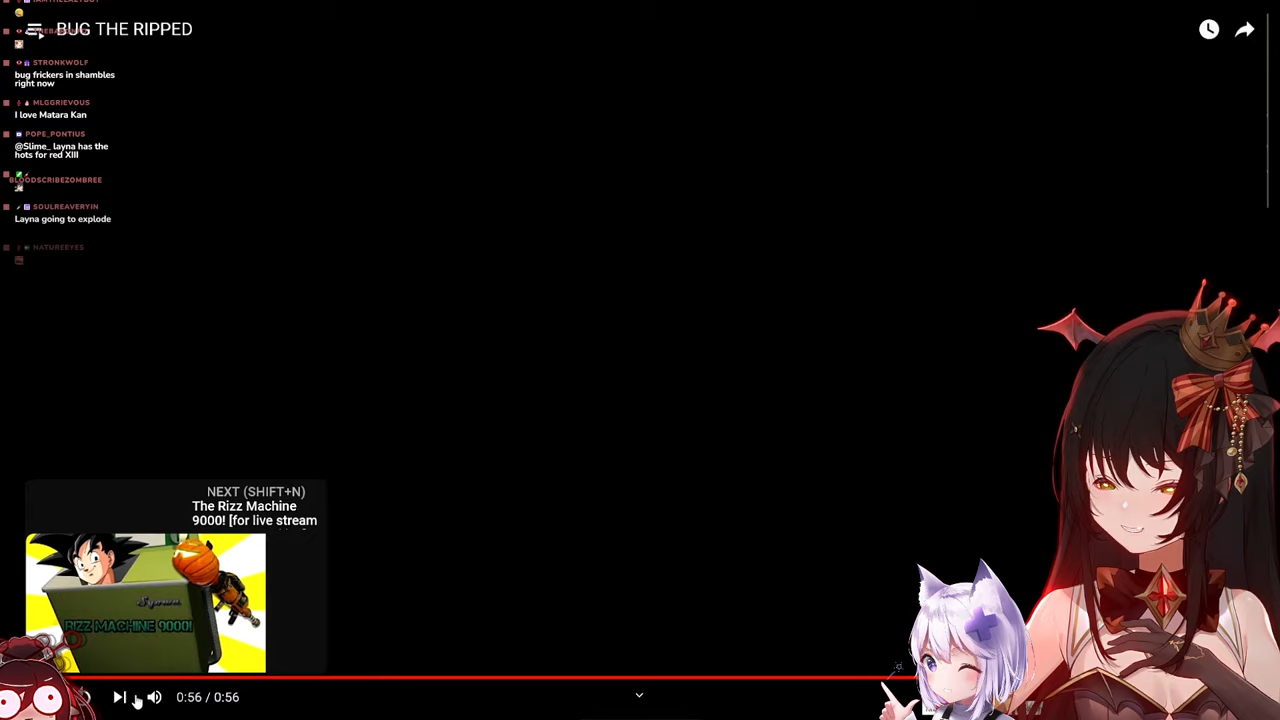 BUG THE RIPPED
STRONKWOLF
bug frickers in shambles
right now
MLGGRIEVOUS
I love Matara Kan
POPE_PONTIUS
@Slime_ layna has the
hots for red XIII
BLOODSCRIBEZOMBREE
SOULREAVERYIN
Layna going to explode
NATUREEYES
NEXT (SHIFT+N)
The Rizz Machine
9000! [for live stream
RIZZ MACHINE 9000!
0:56 / 0:56